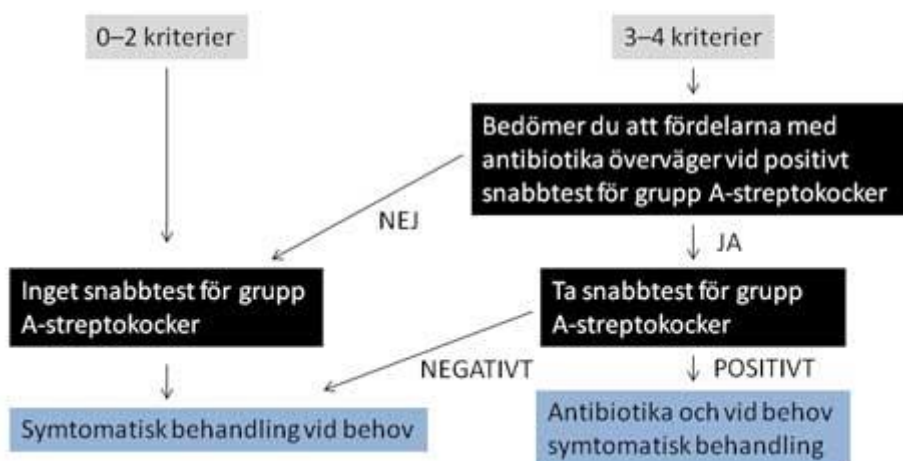 0–2 kriterier
3–4 kriterier
Bedömer du att fördelarna med
antibiotika överväger vid positivt
snabbtest för grupp A-streptokocker
NEJ
JA
Inget snabbtest för grupp
A-streptokocker
Ta snabbtest för grupp
A-streptokocker
NEGATIVT
POSITIVT
Symtomatisk behandling vid behov
Antibiotika och vid behov
symtomatisk behandling